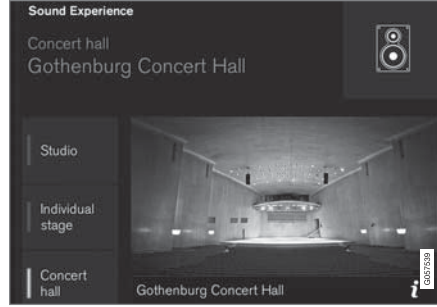 Sound Experience
Concert hall
Gothenburg Concert Hall
Studio
Individual
stage
Concert
hall
Gothenburg Concert Hall
i
G057539